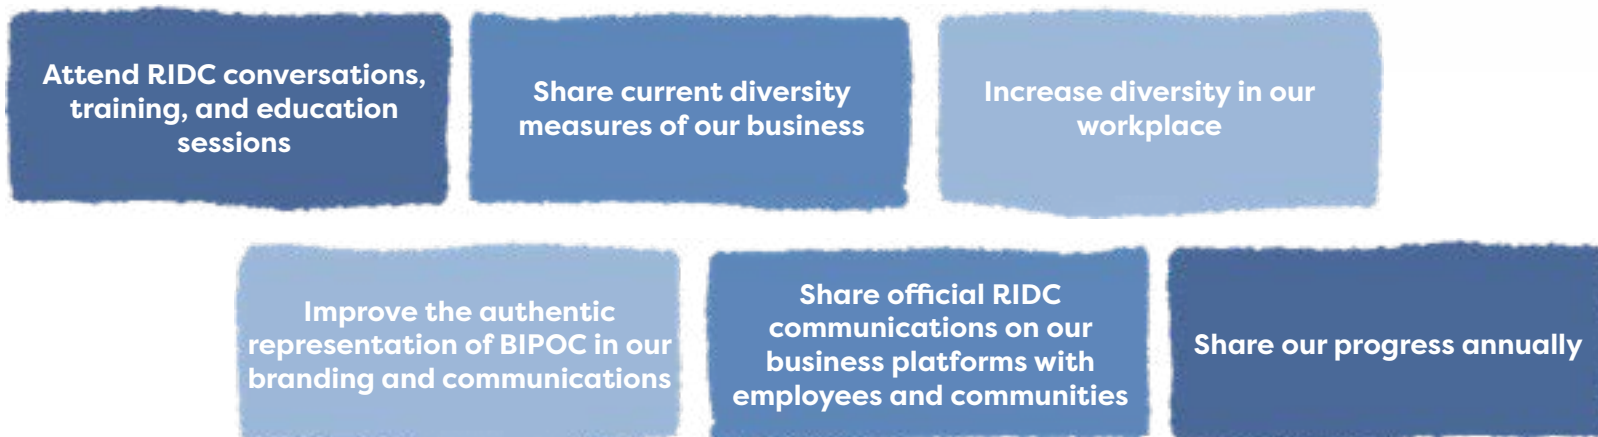 Attend RIDC conversations,
training, and education
sessions
Share current diversity
measures of our business
Increase diversity in our
workplace
Improve the authentic
representation of BIPOC in our
branding and communications
Share official RIDC
communications on our
business platforms with
employees and communities
Share our progress annually